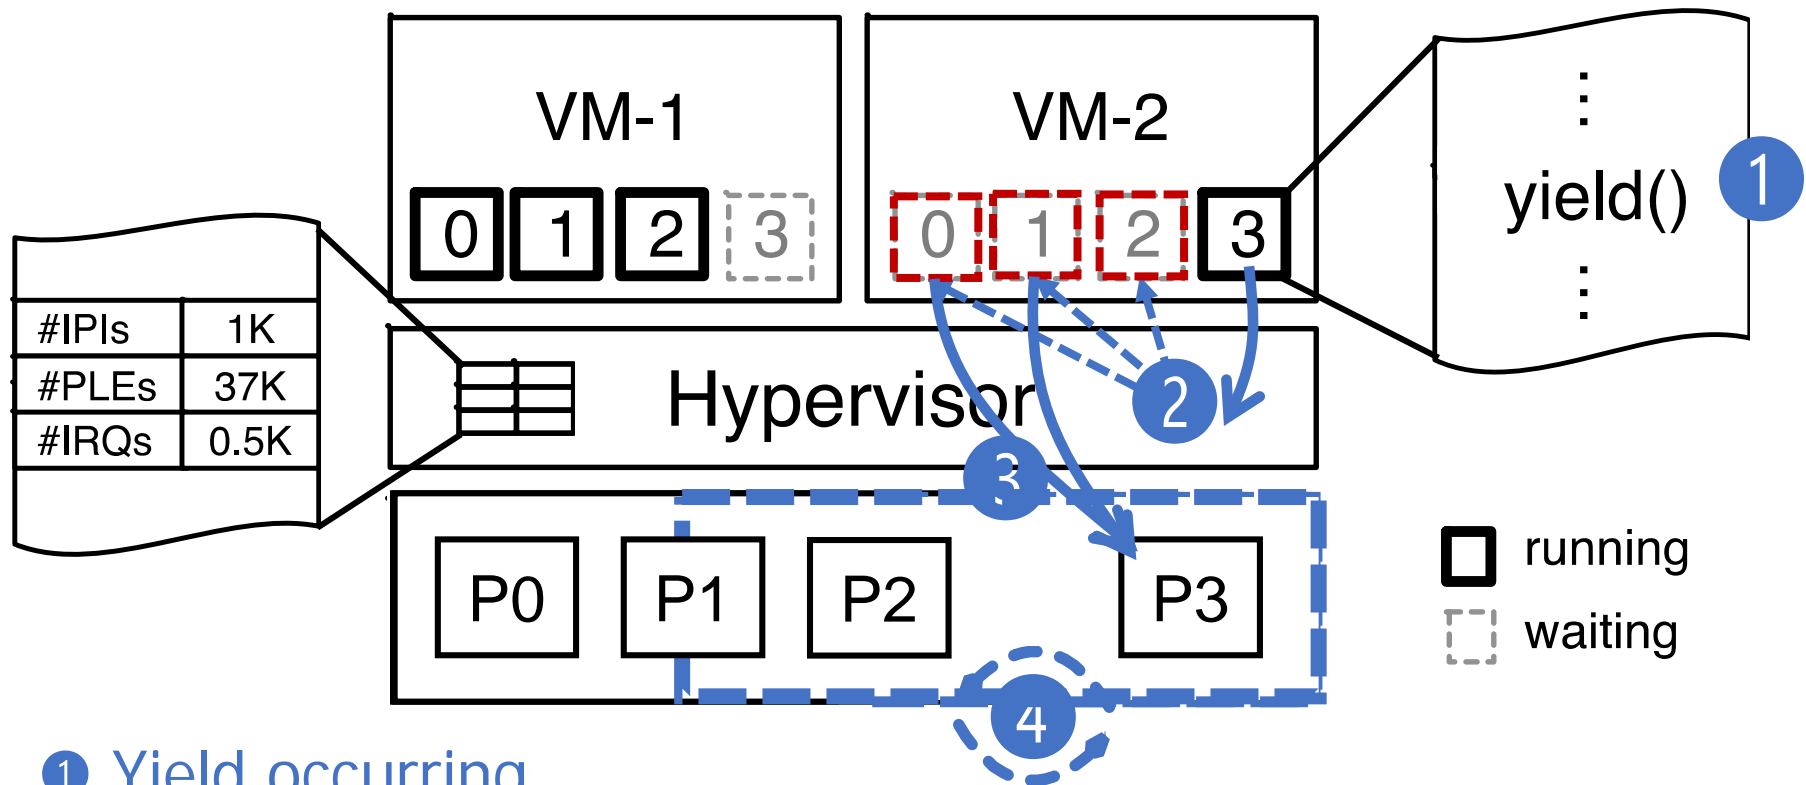 VM-1
VM-2
0 1 2 3
0 1 2 3
⋮
yield()
⋮
1
#IPIs 1K
#PLEs 37K
#IRQs 0.5K
Hypervisor
2
3
P0 P1 P2 P3
4
running
waiting
1 Yield occurring